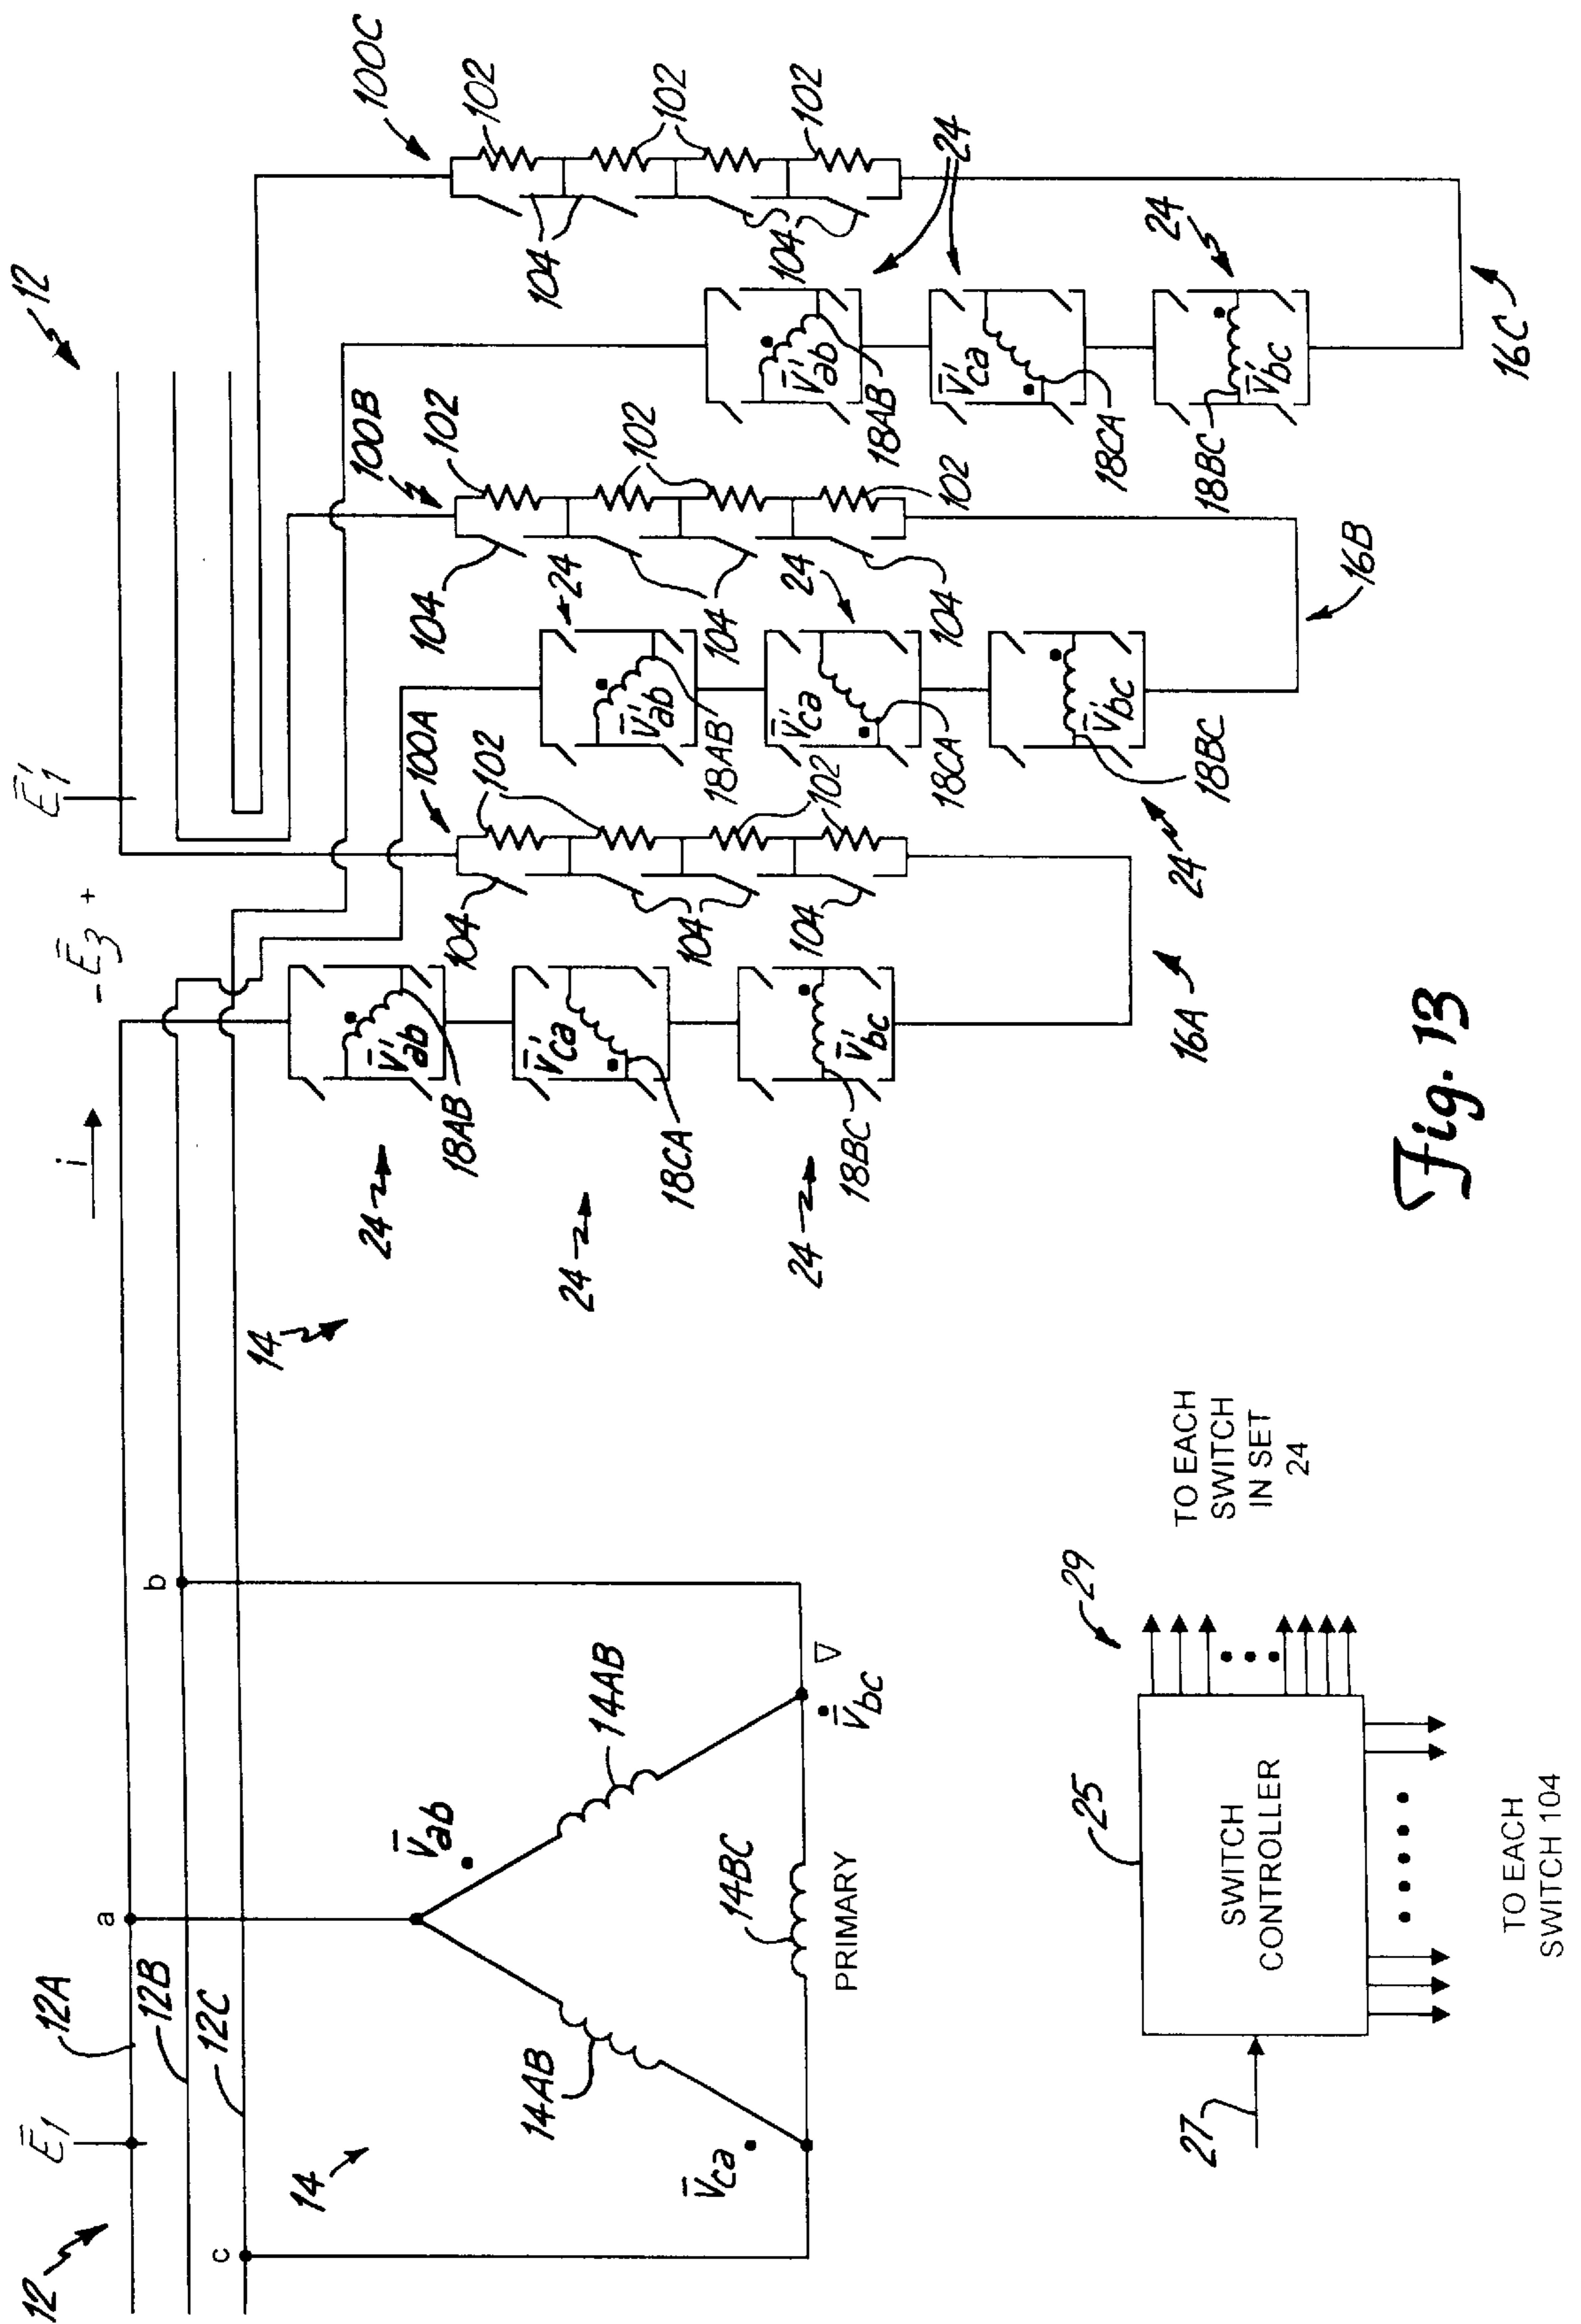 12
Ē1
12A
12B
12C
a
b
c
i
- Ē3 +
Ē'1
12
14
V̄ab
14AB
14AB
V̄ca
14BC
V̄bc
∇
PRIMARY
14
24
24
24
V̄'ab
18AB
V̄'ca
18CA
V̄'bc
18BC
16A
100A
102
102
104
104
104
24
24
24
V̄'ab
18AB
V̄'ca
18CA
V̄'bc
18BC
16B
100B
102
102
102
104
104
104
24
24
V̄'ab
18AB
V̄'ca
18CA
V̄'bc
18BC
16C
100C
102
102
102
104
104
27
25
SWITCH
CONTROLLER
29
TO EACH
SWITCH
IN SET
24
TO EACH
SWITCH 104
Fig. 13